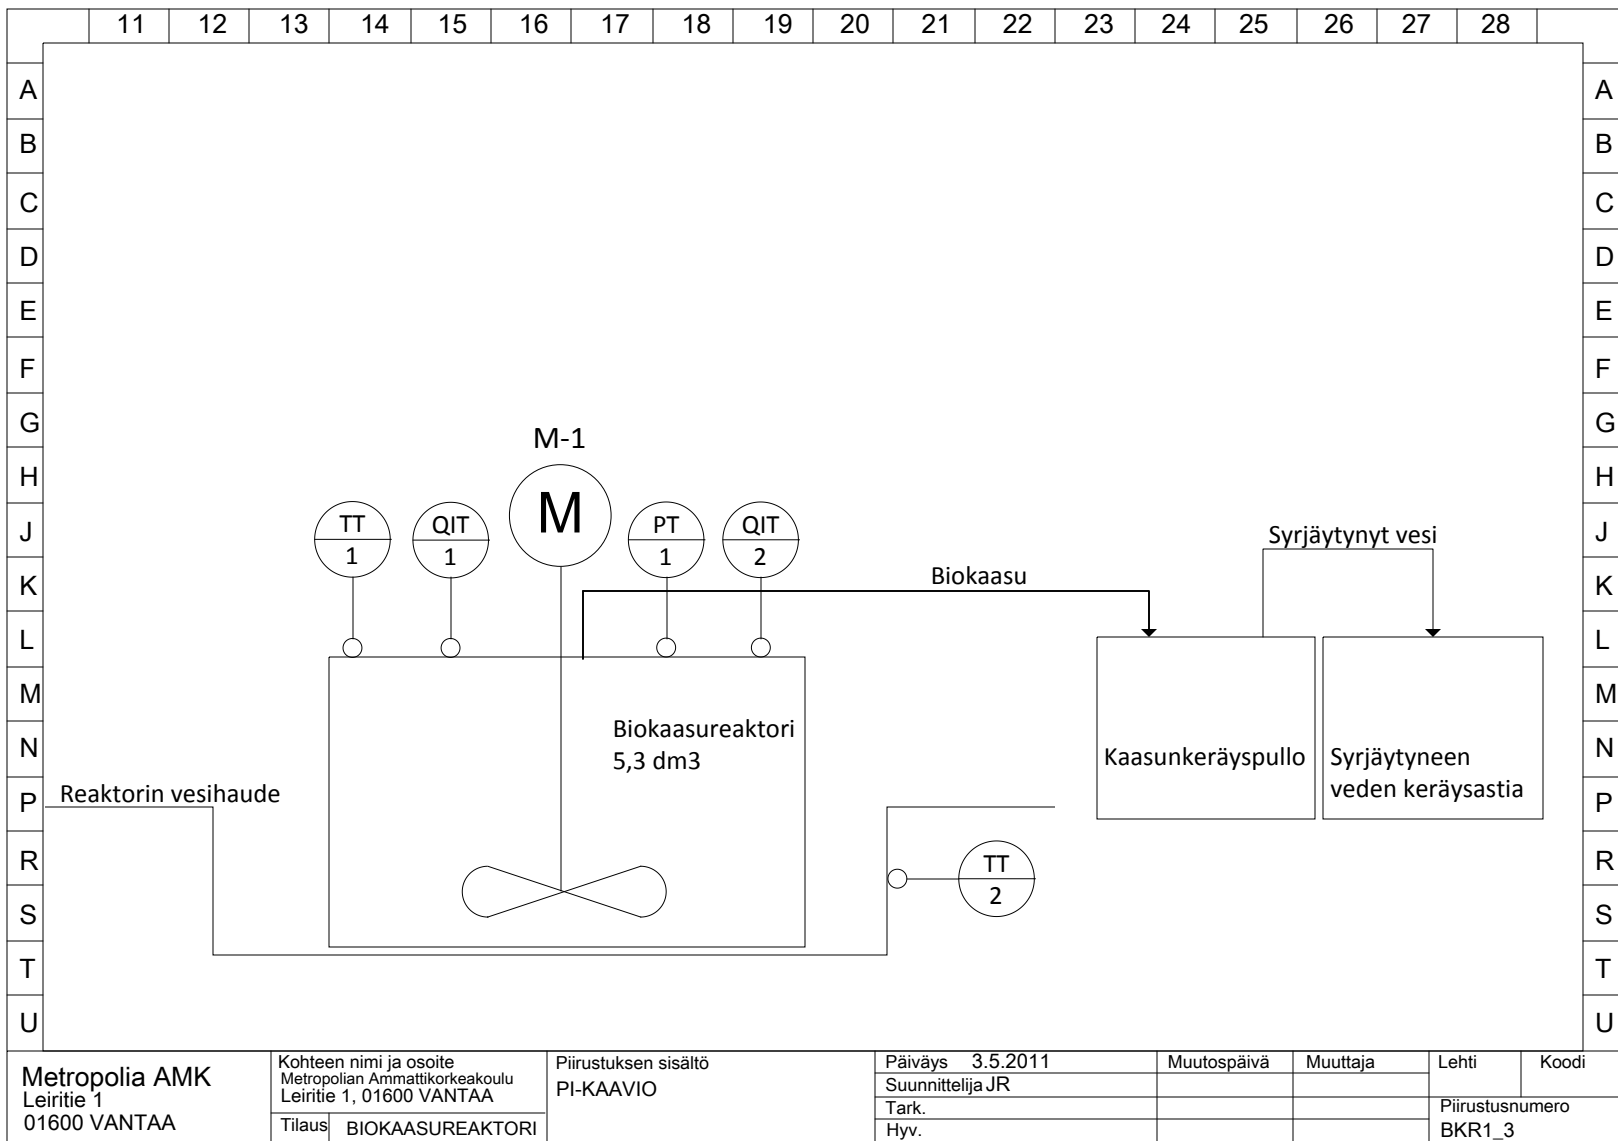 11 12 13 14 15 16 17 18 19 20 21 22 23 24 25 26 27 28
A A
B B
C C
D D
E E
F F
G G
M-1
H H
M
TT 1
QIT 1
PT 1
QIT 2
J J
Syrjäytynyt vesi
Biokaasu
K K
L L
M M
Biokaasureaktori
5,3 dm3
N N
Kaasunkeräyspullo
Syrjäytyneen
veden keräysastia
Reaktorin vesihaude
P P
R R
TT 2
S S
T T
U U
Metropolia AMK
Leiritie 1
01600 VANTAA
Kohteen nimi ja osoite
Metropolian Ammattikorkeakoulu
Leiritie 1, 01600 VANTAA
Tilaus BIOKAASUREAKTORI
Piirustuksen sisältö
PI-KAAVIO
Päiväys 3.5.2011
Suunnittelija JR
Tark.
Hyv.
Muutospäivä
Muuttaja
Lehti
Koodi
Piirustusnumero
BKR1_3